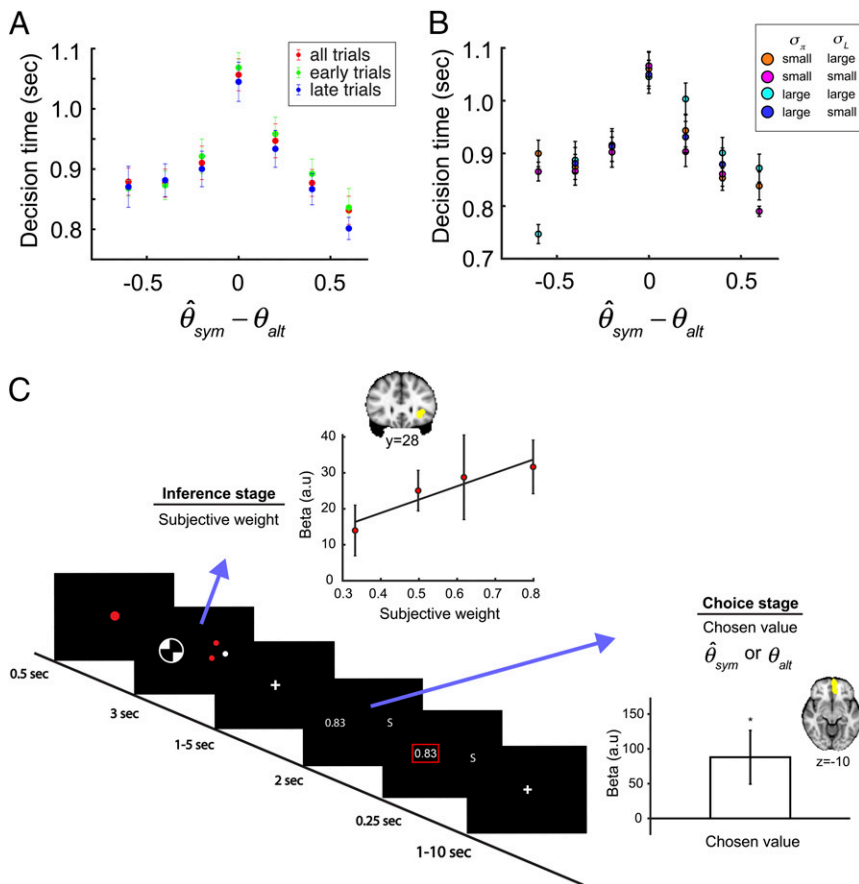 A
Decision time (sec)
1.1
1.0
0.9
0.8
-0.5
0
0.5
θ̂sym − θalt
all trials
early trials
late trials
B
Decision time (sec)
1.1
1.0
0.9
0.8
0.7
-0.5
0
0.5
θ̂sym − θalt
σπ σL
small large
small small
large large
large small
C
y=28
Inference stage
Subjective weight
Beta (a.u)
40
30
20
10
0
0.3 0.4 0.5 0.6 0.7 0.8
Subjective weight
Choice stage
Chosen value
θ̂sym or θalt
0.5 sec
3 sec
1-5 sec
0.83 S
2 sec
0.83
S
0.25 sec
1-10 sec
Beta (a.u)
150
100
50
0
*
z=-10
Chosen value